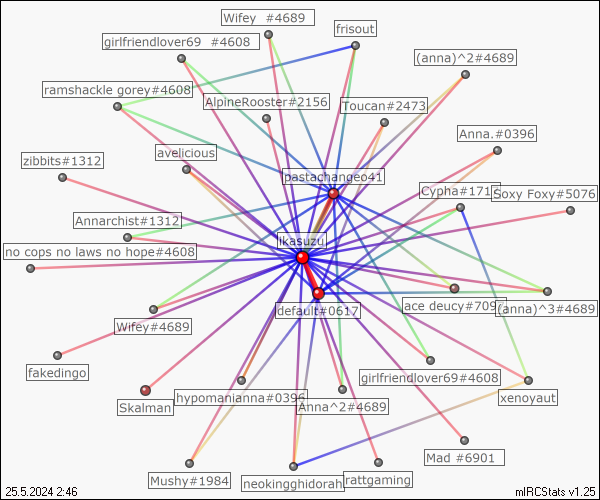 Wifey #4689
frisout
girlfriendlover69 #4608
(anna)^2#4689
ramshackle gorey#4608
AlpineRooster#2156
Toucan#2473
Anna.#0396
avelicious
zibbits#1312
pastachangeo41
Cypha#171
Soxy Foxy#5076
Annarchist#1312
ikasuzu
no cops no laws no hope#4608
ace deucy#709
(anna)^3#4689
default#0617
Wifey#4689
fakedingo
girlfriendlover69#4608
hypomanianna#0396
xenoyaut
Skalman
Anna^2#4689
Mad #6901
Mushy#1984
neokingghidorah
rattgaming
25.5.2024 2:46
mIRCStats v1.25